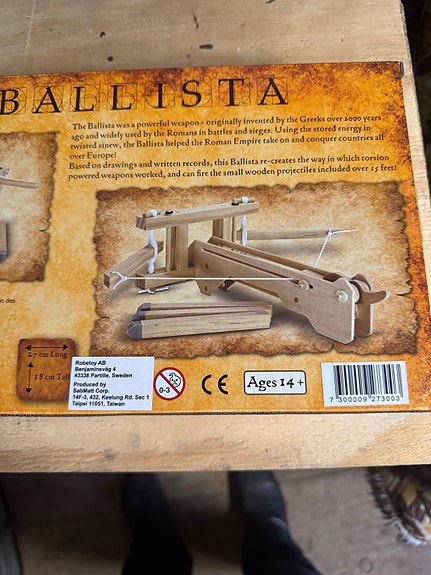 BALLISTA
The Ballista was a powerful weapon - originally invented by the Greeks over 2000 years
ago and widely used by the Romans in battles and sieges. Using the stored energy in
twisted sinew, the Ballista helped the Roman Empire take on and conquer countries all
over Europe!
Based on drawings and written records, this Ballista re-creates the way in which torsion
powered weapons worked, and can fire the small wooden projectiles included over 15 feet!
on des
27 cm Long
18 cm Tall
Robetoy AB
Benjaminsväg 4
43338 Partille, Sweden
Produced by
SabMatt Corp.
14F-3, 432, Keelung Rd. Sec 1
Taipei 11051, Taiwan
0-3
CE
Ages 14+
7 300009 273003